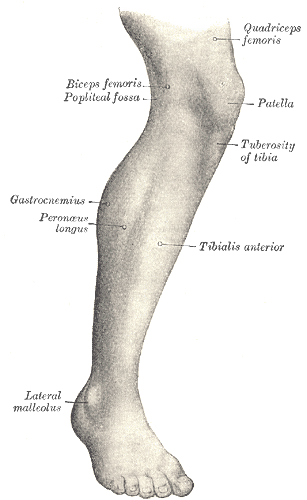 Quadriceps
femoris
Biceps femoris
Popliteal fossa
Patella
Tuberosity
of tibia
Gastrocnemius
Peronæus
longus
Tibialis anterior
Lateral
malleolus